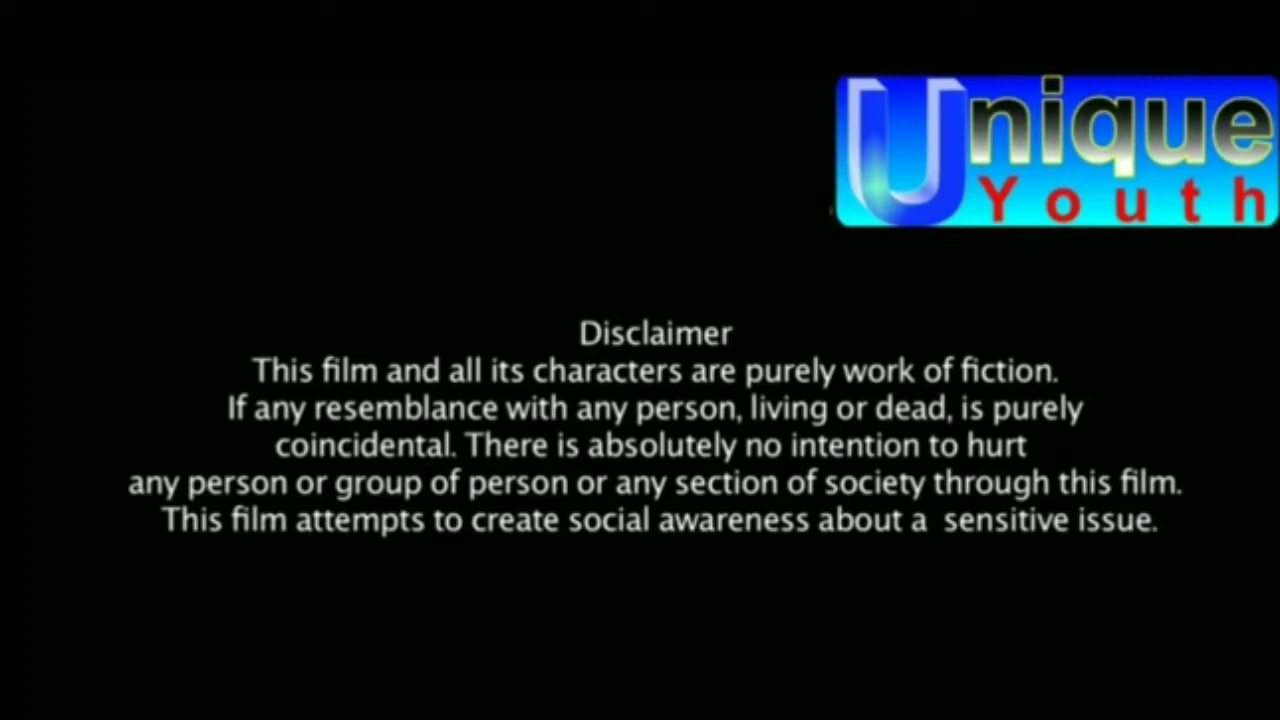 Unique
Youth
Disclaimer
This film and all its characters are purely work of fiction.
If any resemblance with any person, living or dead, is purely
coincidental. There is absolutely no intention to hurt
any person or group of person or any section of society through this film.
This film attempts to create social awareness about a  sensitive issue.